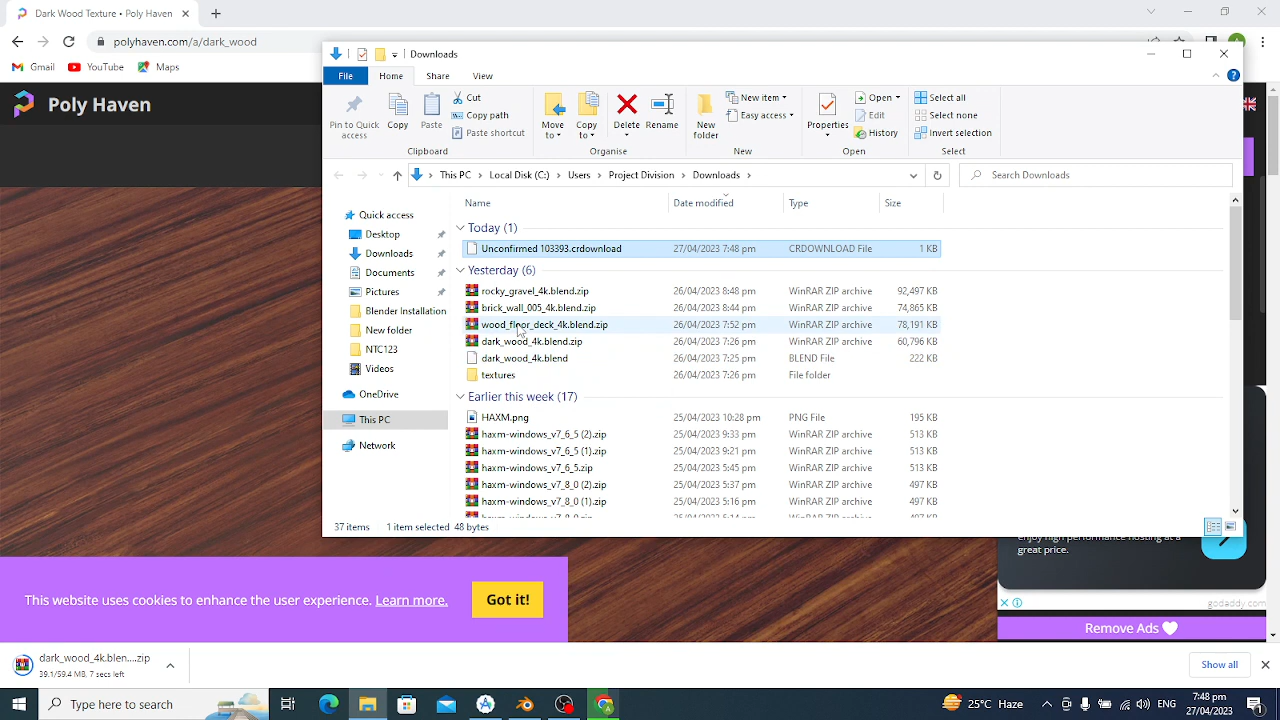 Dark Wood Texture • Poly Haven
polyhaven.com/a/dark_wood
Gmail YouTube Maps
Poly Haven
Downloads
File Home Share View
Pin to Quick access
Copy
Paste
Cut
Copy path
Paste shortcut
Clipboard
Move to
Copy to
Delete
Rename
Organise
New folder
New item
Easy access
New
Properties
Open
Edit
History
Open
Select all
Select none
Invert selection
Select
This PC > Local Disk (C:) > Users > Project Division > Downloads >
Search Downloads
Quick access
Desktop
Downloads
Documents
Pictures
Blender Installation
New folder
NTC123
Videos
OneDrive
This PC
Network
Name Date modified Type Size
Today (1)
Unconfirmed 103393.crdownload 27/04/2023 7:48 pm CRDOWNLOAD File 1 KB
Yesterday (6)
rocky_gravel_4k.blend.zip 26/04/2023 8:48 pm WinRAR ZIP archive 92,497 KB
brick_wall_005_4k.blend.zip 26/04/2023 8:44 pm WinRAR ZIP archive 74,865 KB
wood_floor_deck_4k.blend.zip 26/04/2023 7:52 pm WinRAR ZIP archive 78,191 KB
dark_wood_4k.blend.zip 26/04/2023 7:26 pm WinRAR ZIP archive 60,796 KB
dark_wood_4k.blend 26/04/2023 7:25 pm BLEND File 222 KB
textures 26/04/2023 7:26 pm File folder
Earlier this week (17)
HAXM.png 25/04/2023 10:28 pm PNG File 195 KB
haxm-windows_v7_6_5 (2).zip 25/04/2023 9:33 pm WinRAR ZIP archive 513 KB
haxm-windows_v7_6_5 (1).zip 25/04/2023 9:21 pm WinRAR ZIP archive 513 KB
haxm-windows_v7_6_5.zip 25/04/2023 5:45 pm WinRAR ZIP archive 513 KB
haxm-windows_v7_8_0 (2).zip 25/04/2023 5:37 pm WinRAR ZIP archive 497 KB
haxm-windows_v7_8_0 (1).zip 25/04/2023 5:16 pm WinRAR ZIP archive 497 KB
37 items 1 item selected 48 bytes
enjoy high performance hosting at a
great price.
godaddy.com
Remove Ads
This website uses cookies to enhance the user experience. Learn more.
Got it!
dark_wood_4k.blen....zip
39.1/59.4 MB, 7 secs left
Show all
Type here to search
25°C Haze
7:48 pm
27/04/2023